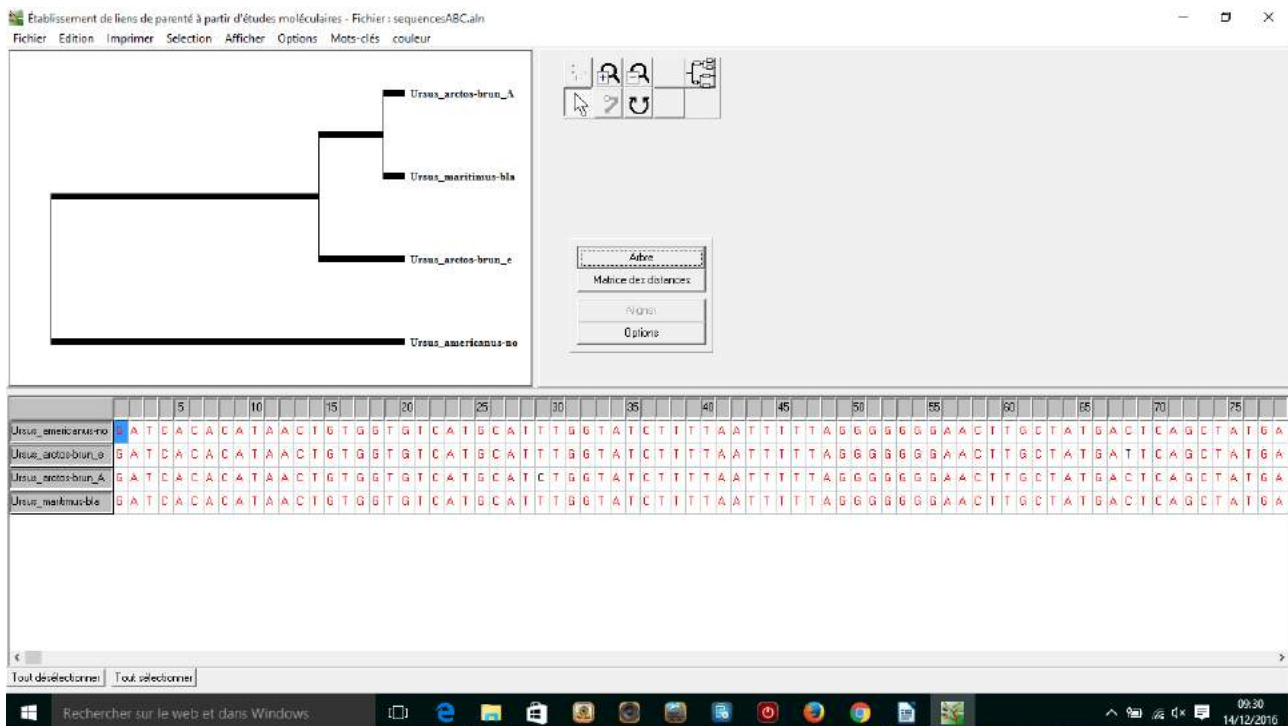 Établissement de liens de parenté à partir d'études moléculaires - Fichier : sequencesABC.aln
Fichier Edition Imprimer Selection Afficher Options Mots-clés couleur
Ursus_arctos-brun_A
Ursus_maritimus-bla
Ursus_arctos-brun_e
Ursus_americanus-no
Arbre
Matrice des distances
Aligner
Options
5 10 15 20 25 30 35 40 45 50 55 60 65 70 75
Ursus_americanus-no G A T C A C A C A T A A C T G T G G T G T C A T G C A T T T G G T A T C T T T T A A T T T T T A G G G G G G G A A C T T G C T A T G A C T C A G C T A T G A
Ursus_arctos-brun_e G A T C A C A C A T A A C T G T G G T G T C A T G C A T T T G G T A T C T T T T A A T T T T T A G G G G G G G A A C T T G C T A T G A T T C A G C T A T G A
Ursus_arctos-brun_A G A T C A C A C A T A A C T G T G G T G T C A T G C A T C T G G T A T C T T T T A A T T T T T A G G G G G G G A A C T T G C T A T G A C T C A G C T A T G A
Ursus_maritimus-bla G A T C A C A C A T A A C T G T G G T G T C A T G C A T T T G G T A T C T T T T A A T T T T T A G G G G G G G A A C T T G C T A T G A C T C A G C T A T G A
Tout désélectionner Tout sélectionner
Rechercher sur le web et dans Windows
09:30
14/12/2017